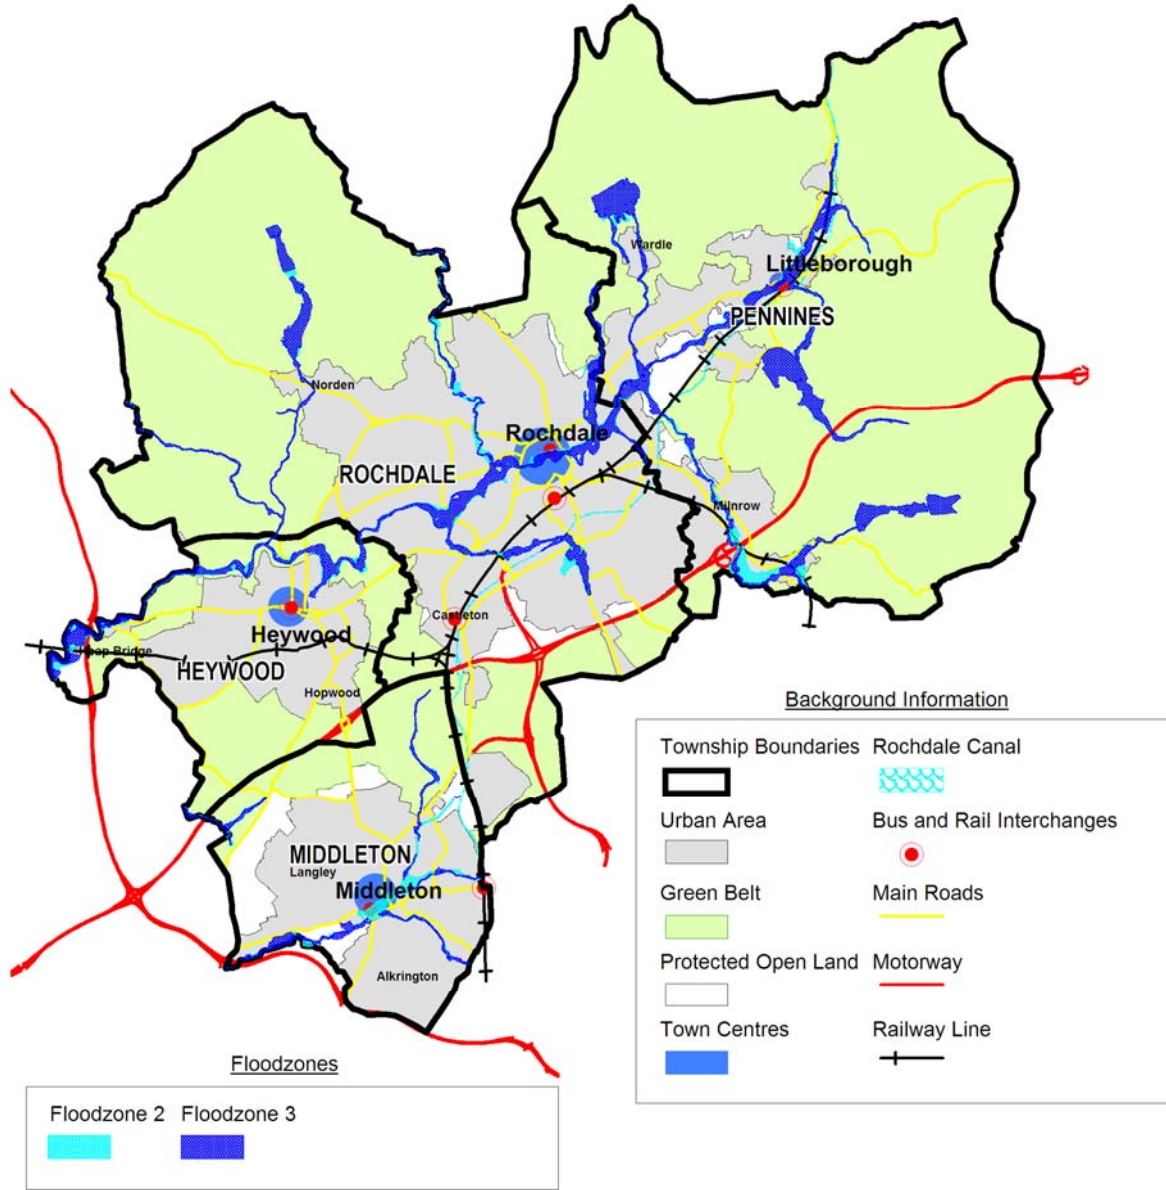 Wardle
Littleborough
PENNINES
Norden
Rochdale
ROCHDALE
Milnrow
Castleton
Heywood
Heap Bridge
HEYWOOD
Hopwood
MIDDLETON
Langley
Middleton
Alkrington
Background Information
Township Boundaries Rochdale Canal
Urban Area Bus and Rail Interchanges
Green Belt Main Roads
Protected Open Land Motorway
Town Centres Railway Line
Floodzones
Floodzone 2 Floodzone 3